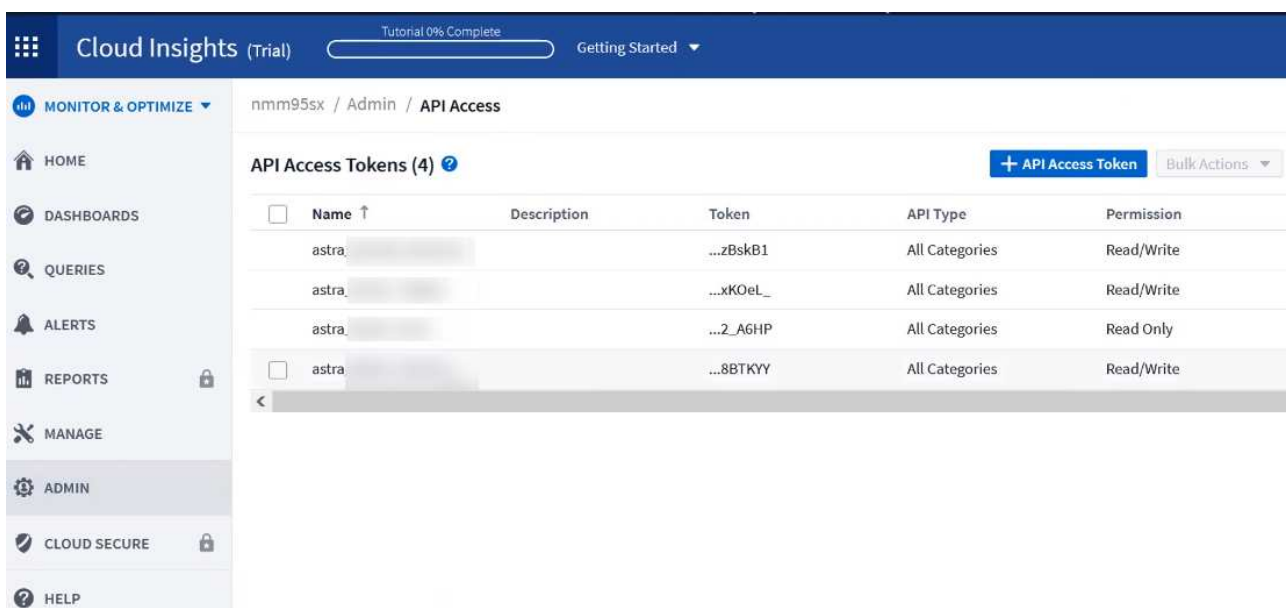 Cloud Insights (Trial)
Tutorial 0% Complete
Getting Started
MONITOR & OPTIMIZE
nmm95sx / Admin / API Access
HOME
API Access Tokens (4)
+ API Access Token
Bulk Actions
DASHBOARDS
Name ↑ Description Token API Type Permission
astra_ ...zBskB1 All Categories Read/Write
QUERIES
astra_ ...xKOeL_ All Categories Read/Write
ALERTS
astra_ ...2_A6HP All Categories Read Only
REPORTS
astra ...8BTKYY All Categories Read/Write
MANAGE
ADMIN
CLOUD SECURE
HELP